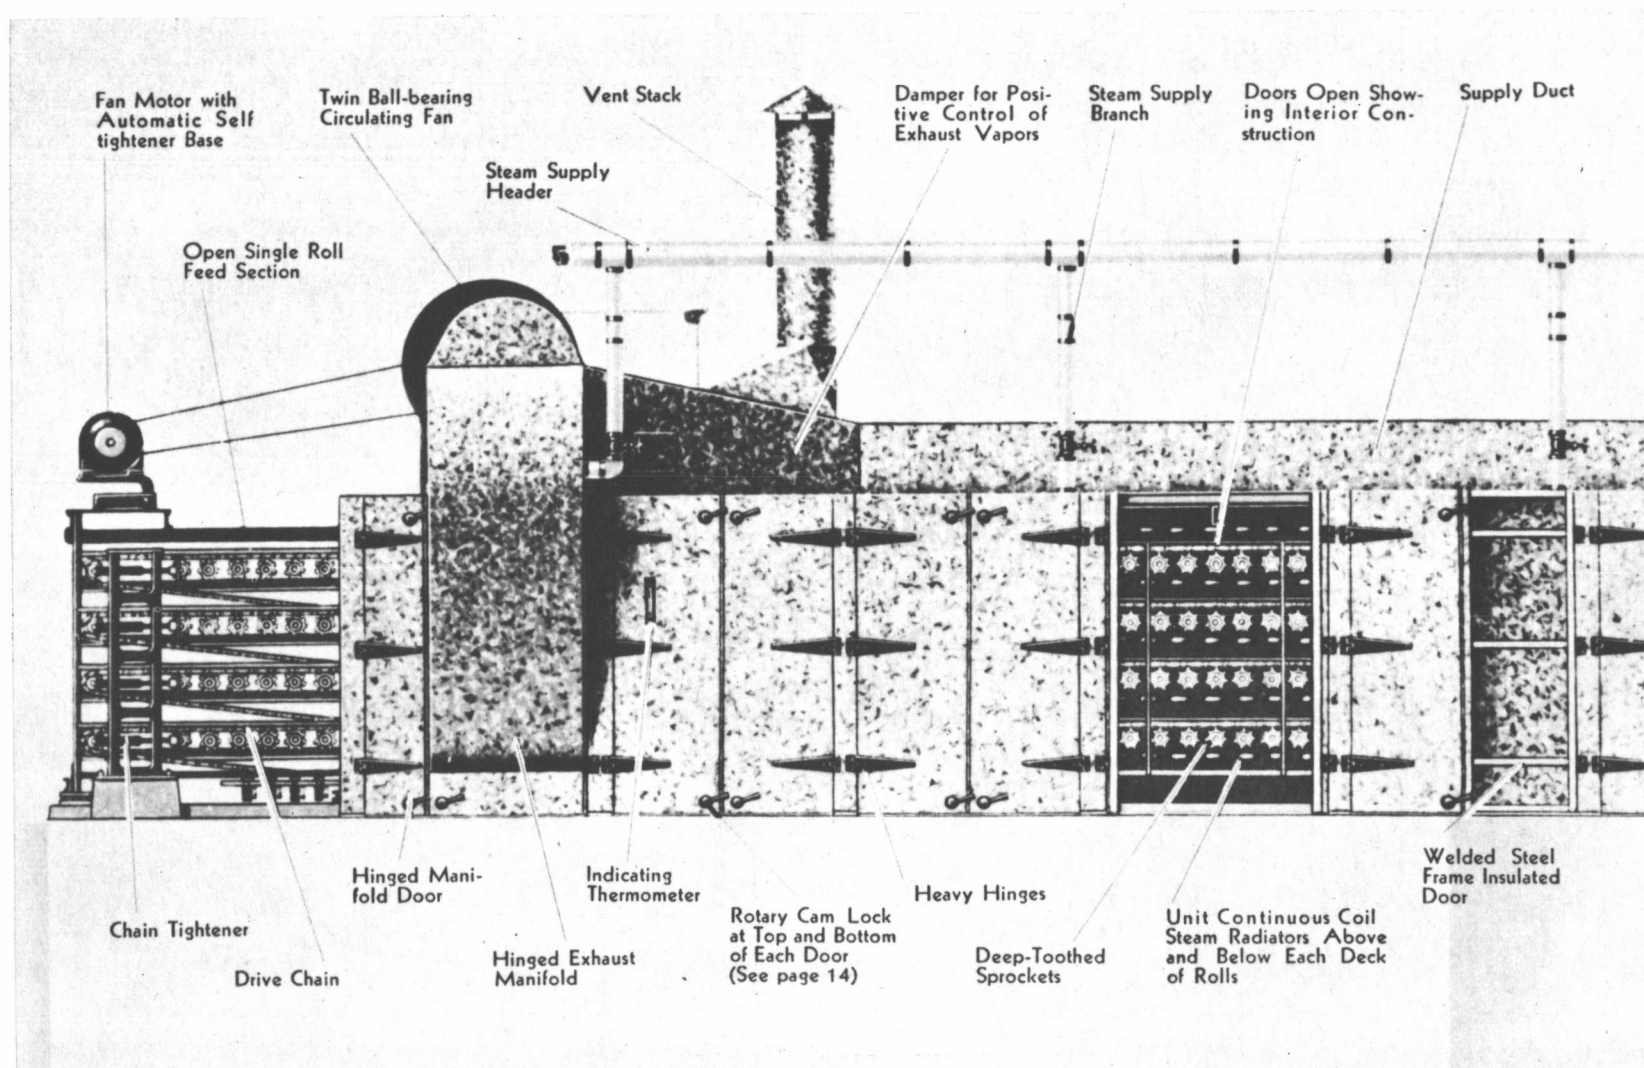 Fan Motor with
Automatic Self
tightener Base
Twin Ball-bearing
Circulating Fan
Vent Stack
Damper for Posi-
tive Control of
Exhaust Vapors
Steam Supply
Branch
Doors Open Show-
ing Interior Con-
struction
Supply Duct
Steam Supply
Header
Open Single Roll
Feed Section
Chain Tightener
Drive Chain
Hinged Mani-
fold Door
Hinged Exhaust
Manifold
Indicating
Thermometer
Rotary Cam Lock
at Top and Bottom
of Each Door
(See page 14)
Heavy Hinges
Deep-Toothed
Sprockets
Unit Continuous Coil
Steam Radiators Above
and Below Each Deck
of Rolls
Welded Steel
Frame Insulated
Door